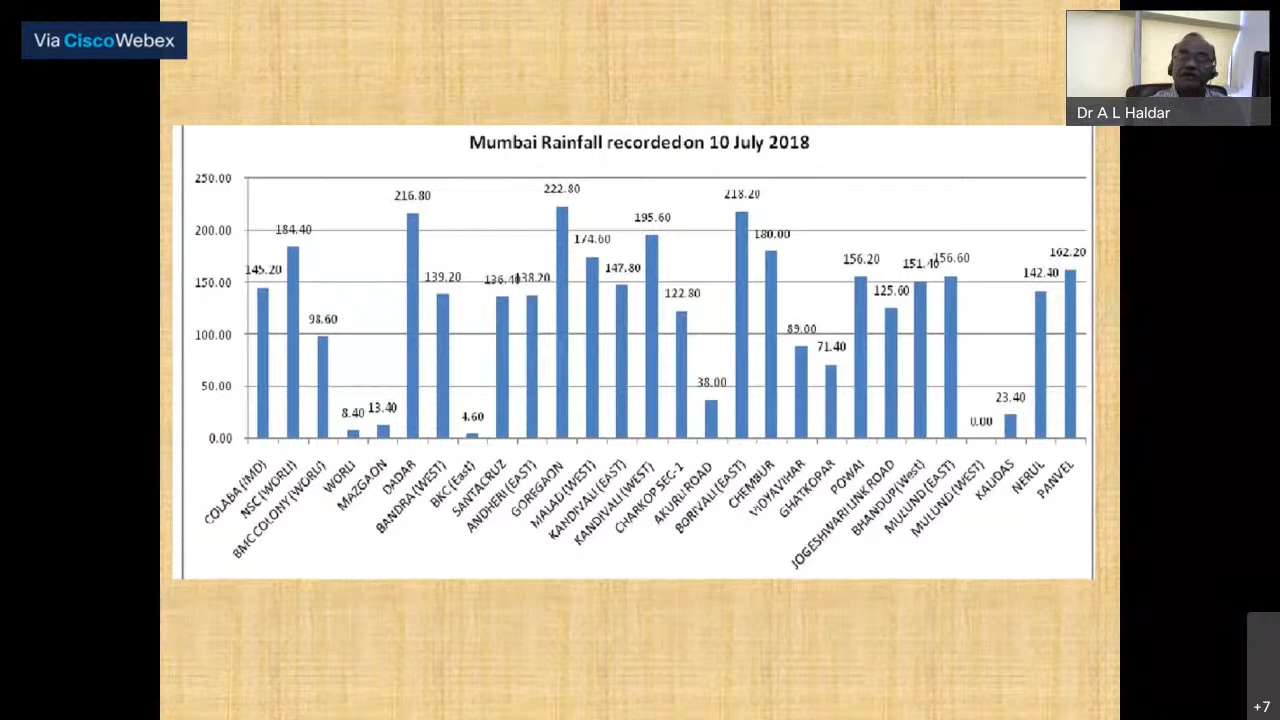 Via CiscoWebex
Dr A L Haldar
Mumbai Rainfall recorded on 10 July 2018
250.00
200.00
150.00
100.00
50.00
0.00
145.20
184.40
98.60
8.40
13.40
216.80
139.20
4.60
136.40
138.20
222.80
174.60
147.80
195.60
122.80
38.00
218.20
180.00
89.00
71.40
156.20
125.60
151.40
156.60
0.00
23.40
142.40
162.20
COLABA (IMD)
NSC (WORLI)
BMC COLONY (WORLI)
WORLI
MAZGAON
DADAR
BANDRA (WEST)
BKC (East)
SANTACRUZ
ANDHERI (EAST)
GOREGAON
MALAD (WEST)
KANDIVALI (EAST)
KANDIVALI (WEST)
CHARKOP SEC-1
AKURLI ROAD
BORIVALI (EAST)
CHEMBUR
VIDYAVIHAR
GHATKOPAR
POWAI
JOGESHWARI LINK ROAD
BHANDUP (West)
MULUND (EAST)
MULUND (WEST)
KALIDAS
NERUL
PANVEL
+7